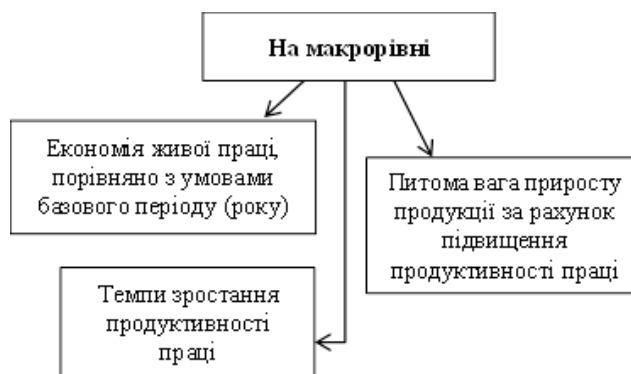 На макрорівні
Економія живої праці,
порівняно з умовами
базового періоду (року)
Питома вага приросту
продукції за рахунок
підвищення
продуктивності праці
Темпи зростання
продуктивності
праці